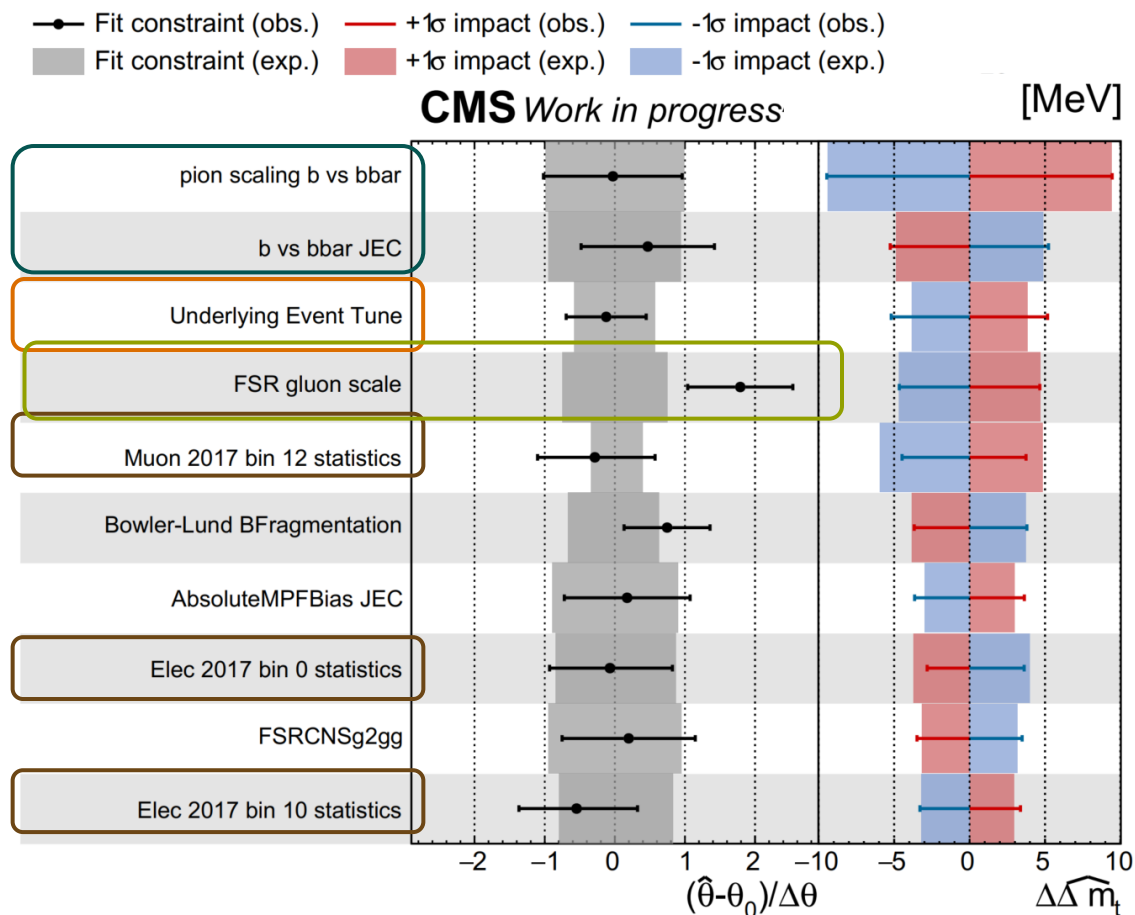 Fit constraint (obs.) +1σ impact (obs.) -1σ impact (obs.)
Fit constraint (exp.) +1σ impact (exp.) -1σ impact (exp.)
CMS Work in progress [MeV]
pion scaling b vs bbar
b vs bbar JEC
Underlying Event Tune
FSR gluon scale
Muon 2017 bin 12 statistics
Bowler-Lund BFragmentation
AbsoluteMPFBias JEC
Elec 2017 bin 0 statistics
FSRCNSg2gg
Elec 2017 bin 10 statistics
−2 −1 0 1 2 −10 −5 0 5 10
(θ̂-θ₀)/Δθ ΔΔ m̂ₜ